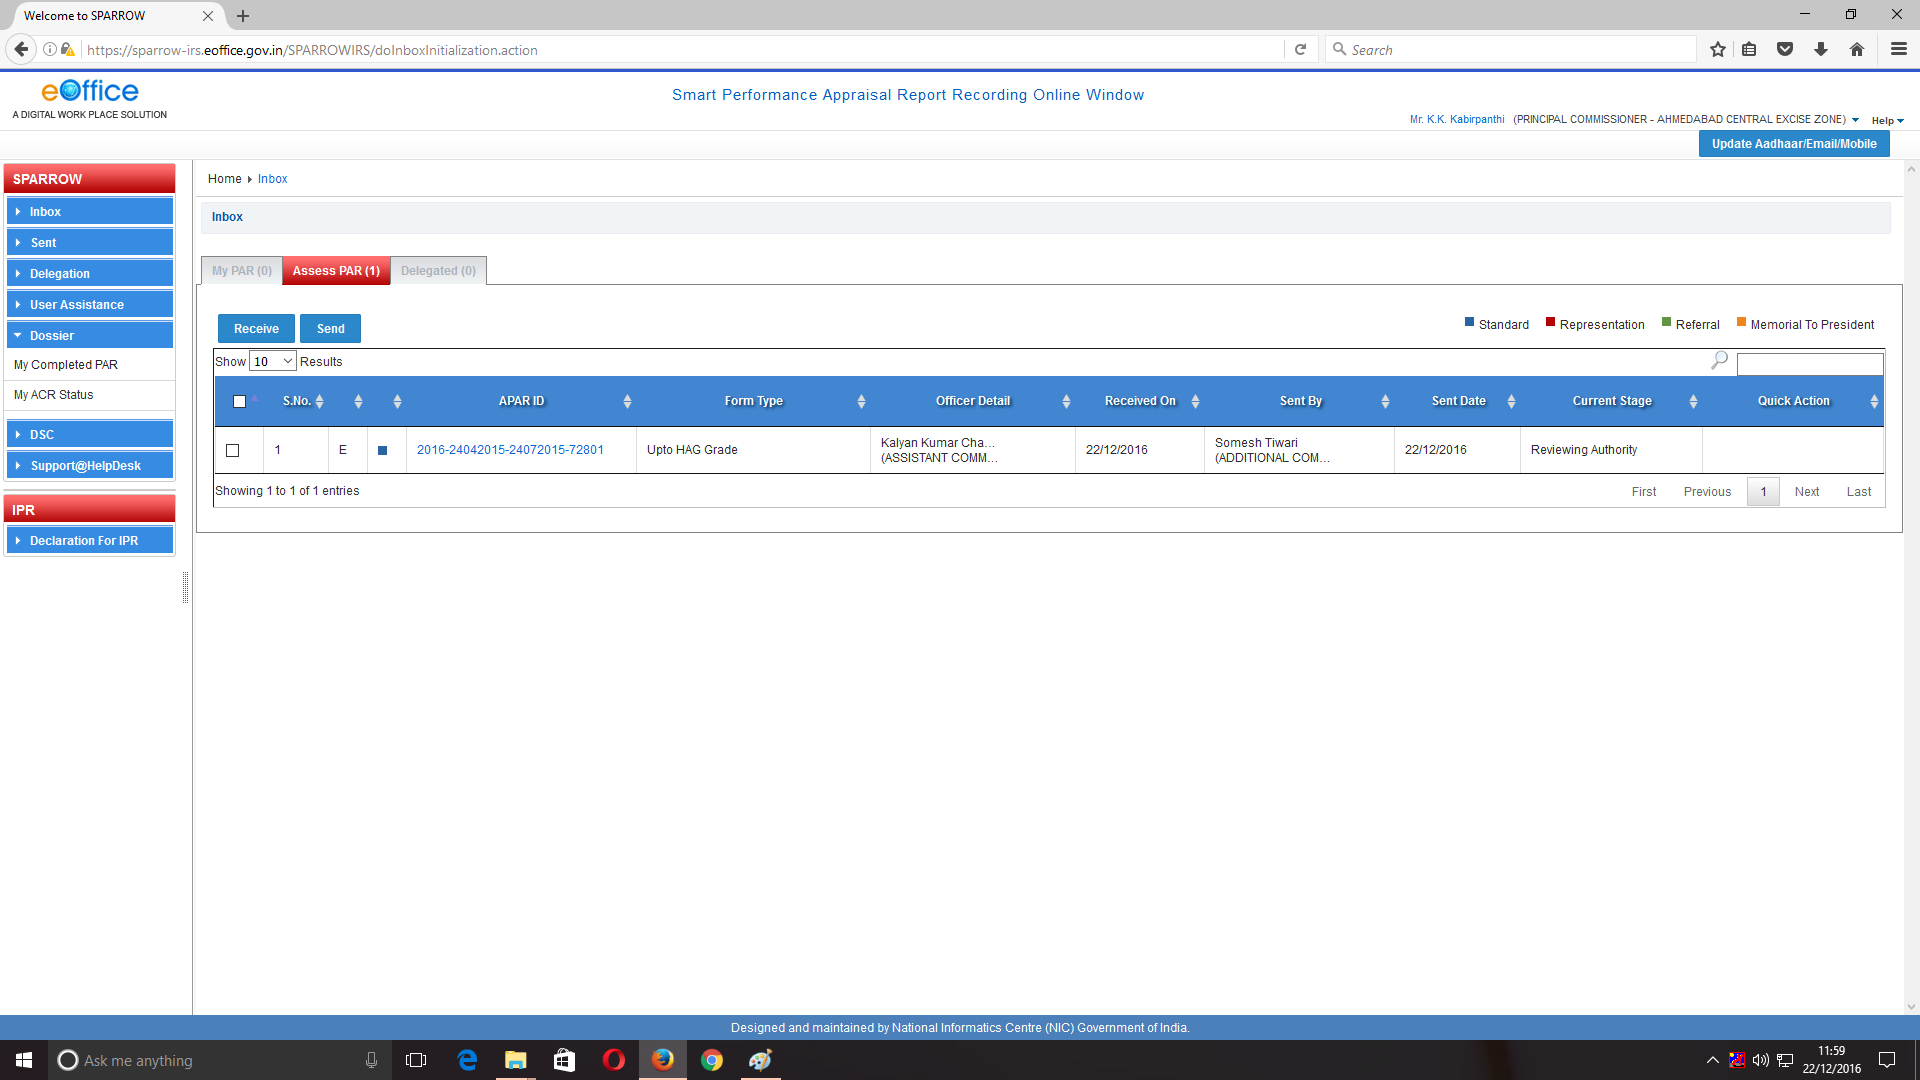 Welcome to SPARROW
https://sparrow-irs.eoffice.gov.in/SPARROWIRS/doInboxInitialization.action
Search
eOffice
A DIGITAL WORK PLACE SOLUTION
Smart Performance Appraisal Report Recording Online Window
Mr. K.K. Kabirpanthi (PRINCIPAL COMMISSIONER - AHMEDABAD CENTRAL EXCISE ZONE) Help
Update Aadhaar/Email/Mobile
SPARROW
Inbox
Sent
Delegation
User Assistance
Dossier
My Completed PAR
My ACR Status
DSC
Support@HelpDesk
IPR
Declaration For IPR
Home Inbox
Inbox
My PAR (0) Assess PAR (1) Delegated (0)
Receive Send
Standard Representation Referral Memorial To President
Show 10 Results
S.No. APAR ID Form Type Officer Detail Received On Sent By Sent Date Current Stage Quick Action
1 E 2016-24042015-24072015-72801 Upto HAG Grade Kalyan Kumar Cha... 22/12/2016 Somesh Tiwari 22/12/2016 Reviewing Authority
(ASSISTANT COMM... (ADDITIONAL COM...
Showing 1 to 1 of 1 entries
First Previous 1 Next Last
Designed and maintained by National Informatics Centre (NIC) Government of India.
Ask me anything
11:59
22/12/2016